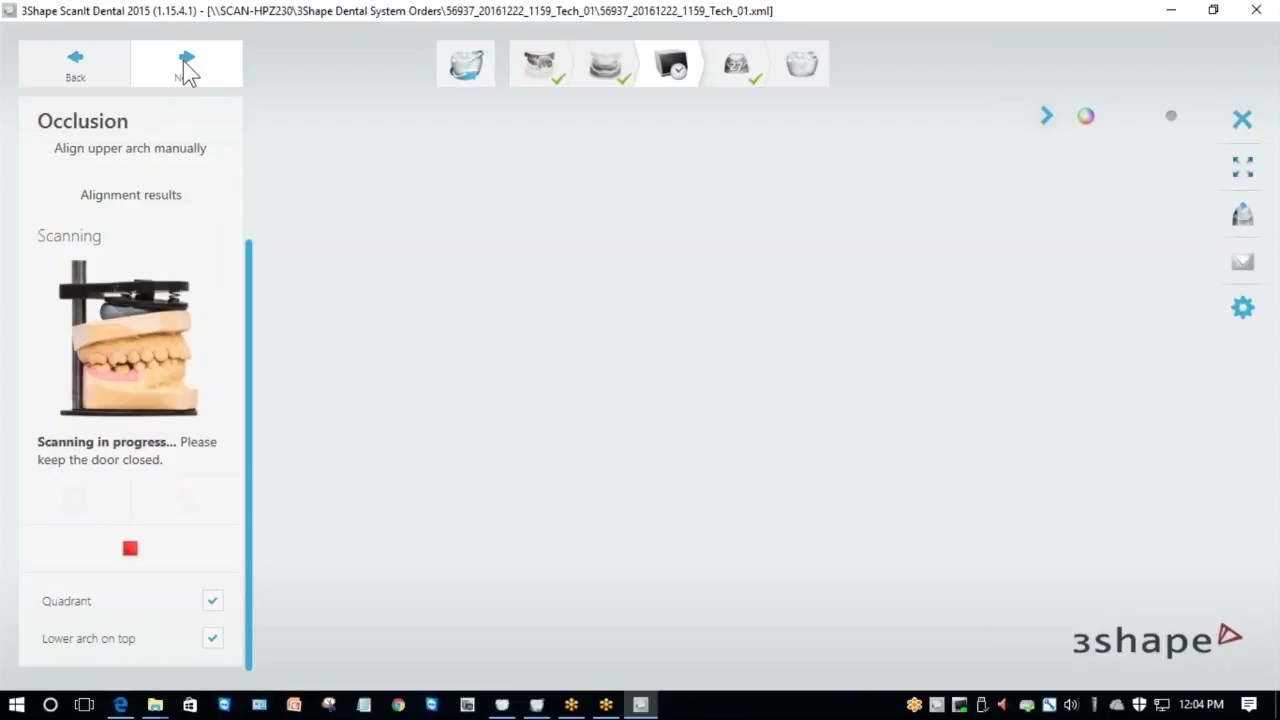 3Shape ScanIt Dental 2015 (1.15.4.1) - [\\SCAN-HPZ230\3Shape Dental System Orders\56937_20161222_1159_Tech_01\56937_20161222_1159_Tech_01.xml]
Back
27
Occlusion
Align upper arch manually
Alignment results
Scanning
Scanning in progress... Please
keep the door closed.
Quadrant
Lower arch on top
3shape
12:04 PM